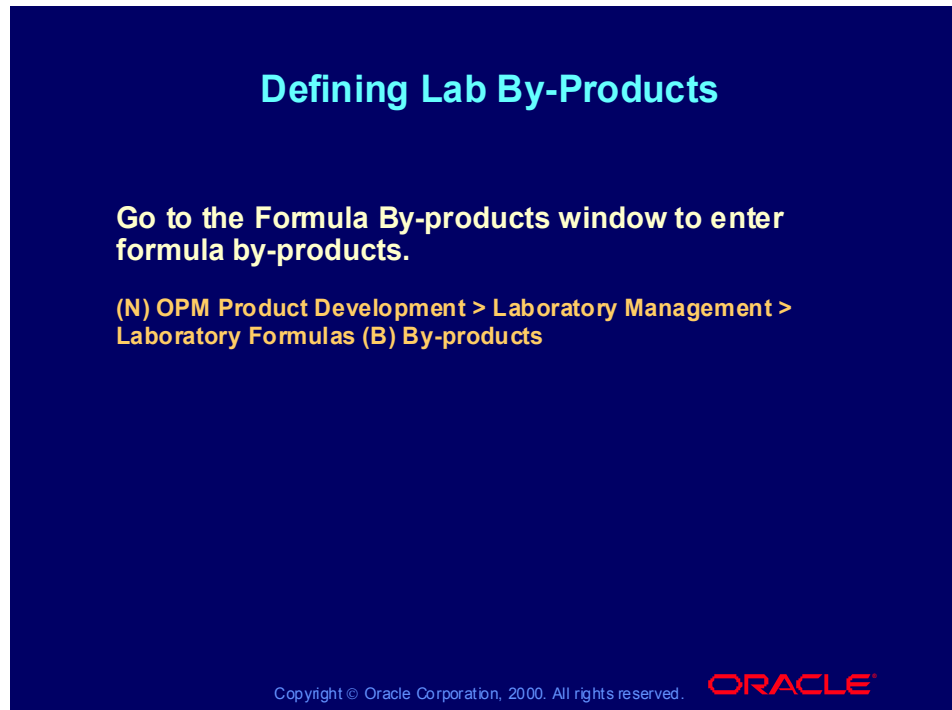 Defining Lab By-Products
Go to the Formula By-products window to enter
formula by-products.
(N) OPM Product Development > Laboratory Management >
Laboratory Formulas (B) By-products
Copyright © Oracle Corporation, 2000. All rights reserved.
ORACLE®